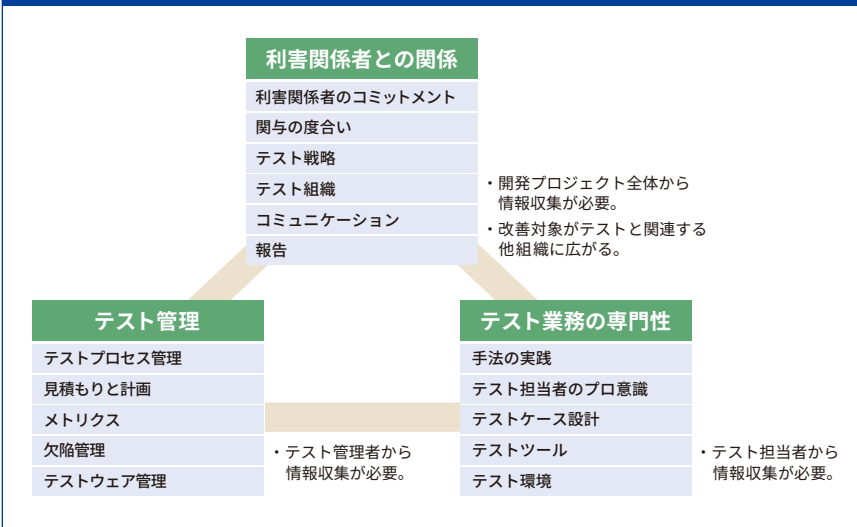 利害関係者との関係
利害関係者のコミットメント
関与の度合い
テスト戦略
テスト組織
コミュニケーション
報告
・開発プロジェクト全体から
情報収集が必要。
・改善対象がテストと関連する
他組織に広がる。
テスト管理
テストプロセス管理
見積もりと計画
メトリクス
欠陥管理
テストウェア管理
・テスト管理者から
情報収集が必要。
テスト業務の専門性
手法の実践
テスト担当者のプロ意識
テストケース設計
テストツール
テスト環境
・テスト担当者から
情報収集が必要。